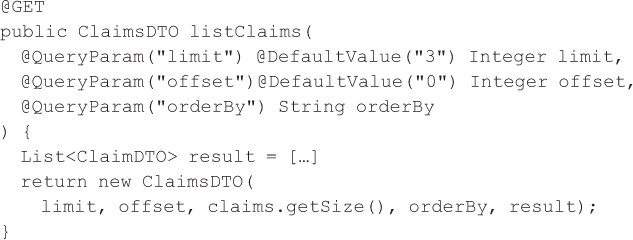 @GET
public ClaimsDTO listClaims(
  @QueryParam("limit") @DefaultValue("3") Integer limit,
  @QueryParam("offset")@DefaultValue("0") Integer offset,
  @QueryParam("orderBy") String orderBy
) {
  List<ClaimDTO> result = […]
  return new ClaimsDTO(
    limit, offset, claims.getSize(), orderBy, result);
}